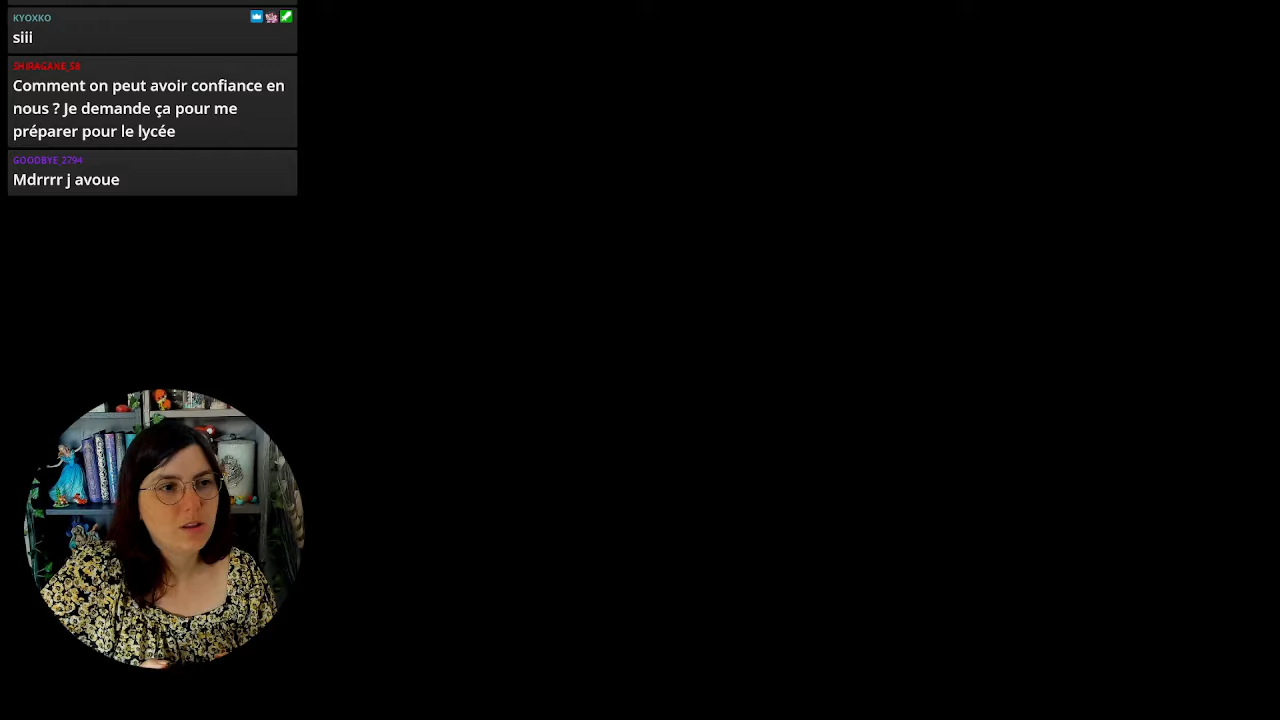 KYOXKO
siii
SHIRAGANE_58
Comment on peut avoir confiance en
nous ? Je demande ça pour me
préparer pour le lycée
GOODBYE_2794
Mdrrrr j avoue